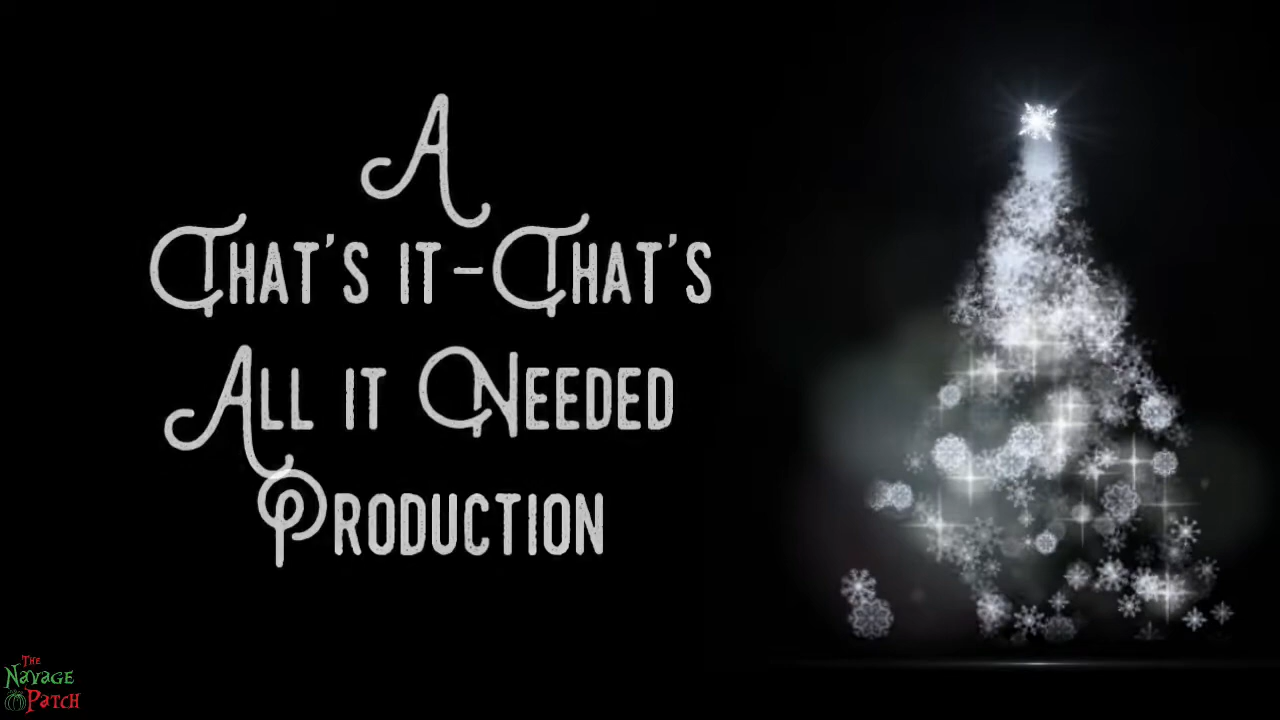 A
That's it-That's
All it Needed
Production
The
Navage
Patch